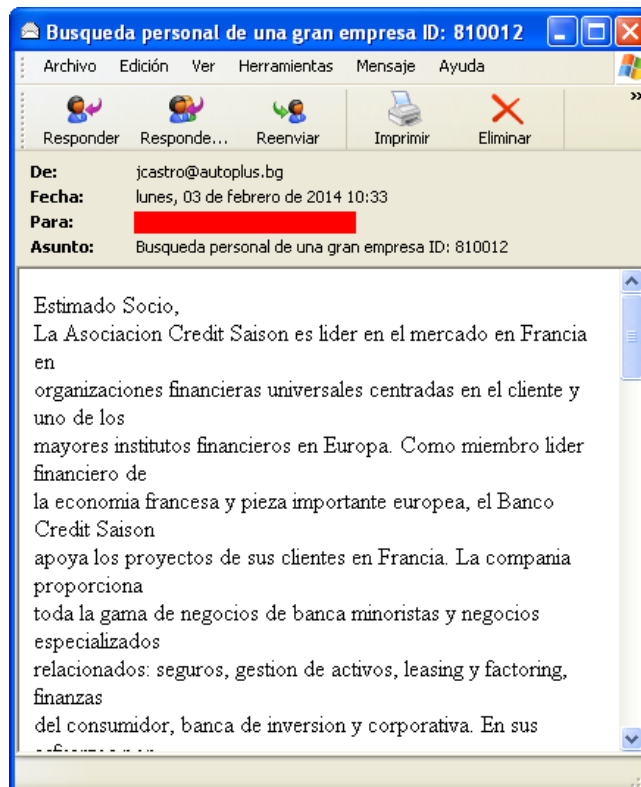 Busqueda personal de una gran empresa ID: 810012
Archivo Edición Ver Herramientas Mensaje Ayuda
»
Responder Responde... Reenviar Imprimir Eliminar
De: jcastro@autoplus.bg
Fecha: lunes, 03 de febrero de 2014 10:33
Para:
Asunto: Busqueda personal de una gran empresa ID: 810012
Estimado Socio,
La Asociacion Credit Saison es lider en el mercado en Francia
en
organizaciones financieras universales centradas en el cliente y
uno de los
mayores institutos financieros en Europa. Como miembro lider
financiero de
la economia francesa y pieza importante europea, el Banco
Credit Saison
apoya los proyectos de sus clientes en Francia. La compania
proporciona
toda la gama de negocios de banca minoristas y negocios
especializados
relacionados: seguros, gestion de activos, leasing y factoring,
finanzas
del consumidor, banca de inversion y corporativa. En sus